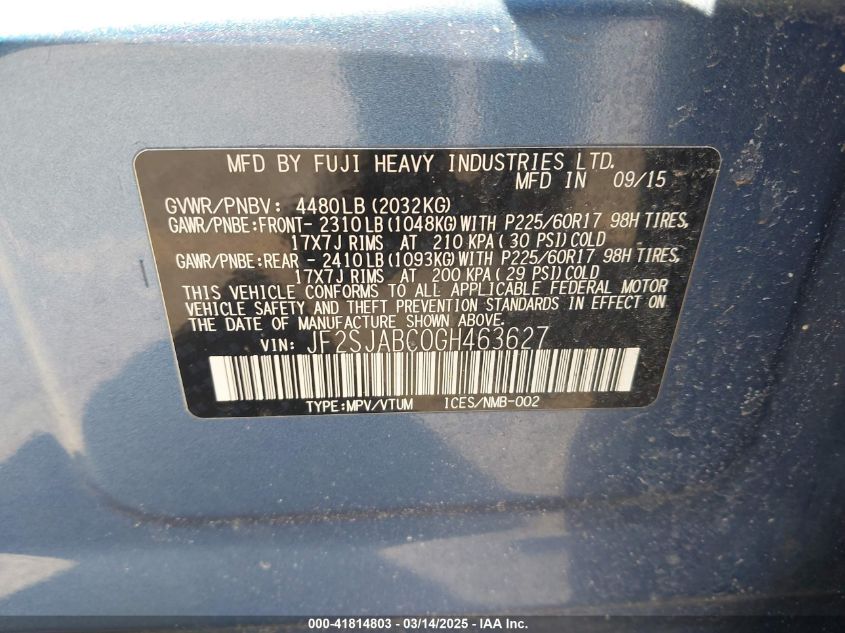 MFD BY FUJI HEAVY INDUSTRIES LTD.
MFD IN 09/15
GVWR/PNBV: 4480LB(2032KG)
GAWR/PNBE:FRONT- 2310LB(1048KG)WITH P225/60R17 98H TIRES,
17X7J RIMS AT 210 KPA( 30 PSI)COLD
GAWR/PNBE:REAR - 2410LB(1093KG)WITH P225/60R17 98H TIRES,
17X7J RIMS AT 200 KPA( 29 PSI)COLD
THIS VEHICLE CONFORMS TO ALL APPLICABLE FEDERAL MOTOR
VEHICLE SAFETY AND THEFT PREVENTION STANDARDS IN EFFECT ON
THE DATE OF MANUFACTURE SHOWN ABOVE.
VIN: JF2SJABC0GH463627
TYPE:MPV/VTUM ICES/NMB-002
000-41814803 - 03/14/2025 - IAA Inc.